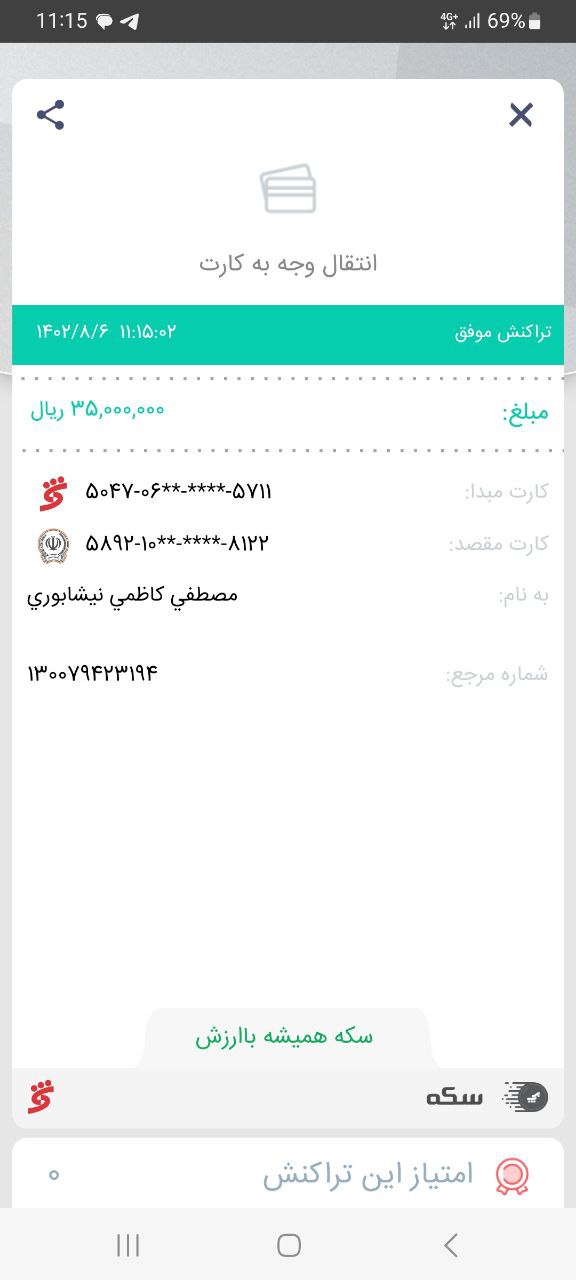 11:15 4G+ 69%
انتقال وجه به کارت
تراکنش موفق ۱۴۰۲/۸/۶ ۱۱:۱۵:۰۲
مبلغ: ۳۵,۰۰۰,۰۰۰ ریال
کارت مبدا: ۵۰۴۷-۰۶**-****-۵۷۱۱
کارت مقصد: ۵۸۹۲-۱۰**-****-۸۱۲۲
به نام: مصطفي کاظمي نيشابوري
شماره مرجع: ۱۳۰۰۷۹۴۲۳۱۹۴
سکه همیشه باارزش
سکه
امتیاز این تراکنش ۰